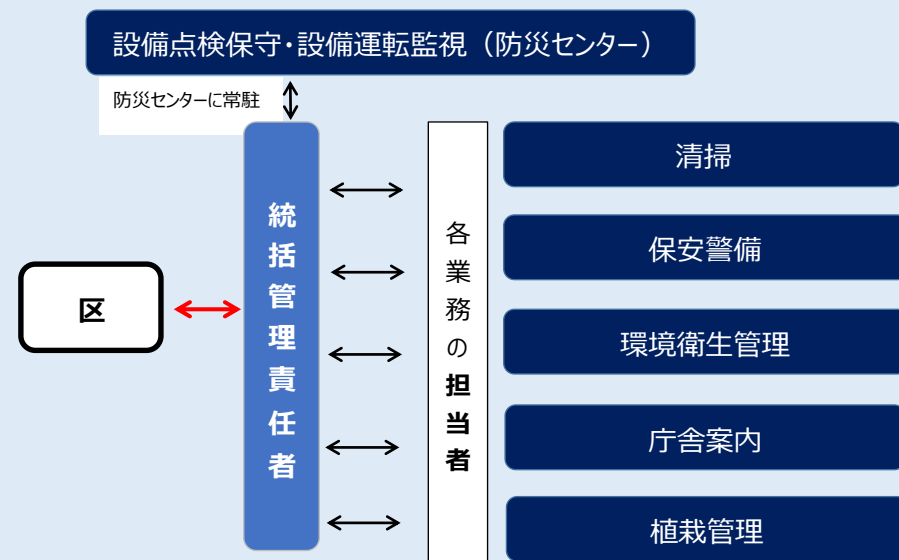 設備点検保守・設備運転監視（防災センター）
防災センターに常駐
統括管理責任者
区
各業務の担当者
清掃
保安警備
環境衛生管理
庁舎案内
植栽管理